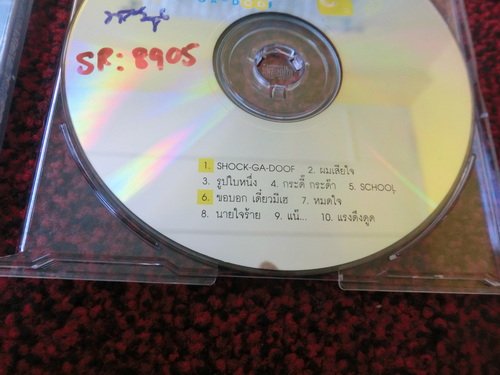 SR: 8905
1. SHOCK-GA-DOOF 2. ผมเสียใจ
3. รูปใบหนึ่ง 4. กระดี๊ กระด๊า 5. SCHOOL
6. ขอบอก เดี๋ยวมีเฮ 7. หมดใจ
8. นายใจร้าย 9. แน๊... 10. แรงดึงดูด